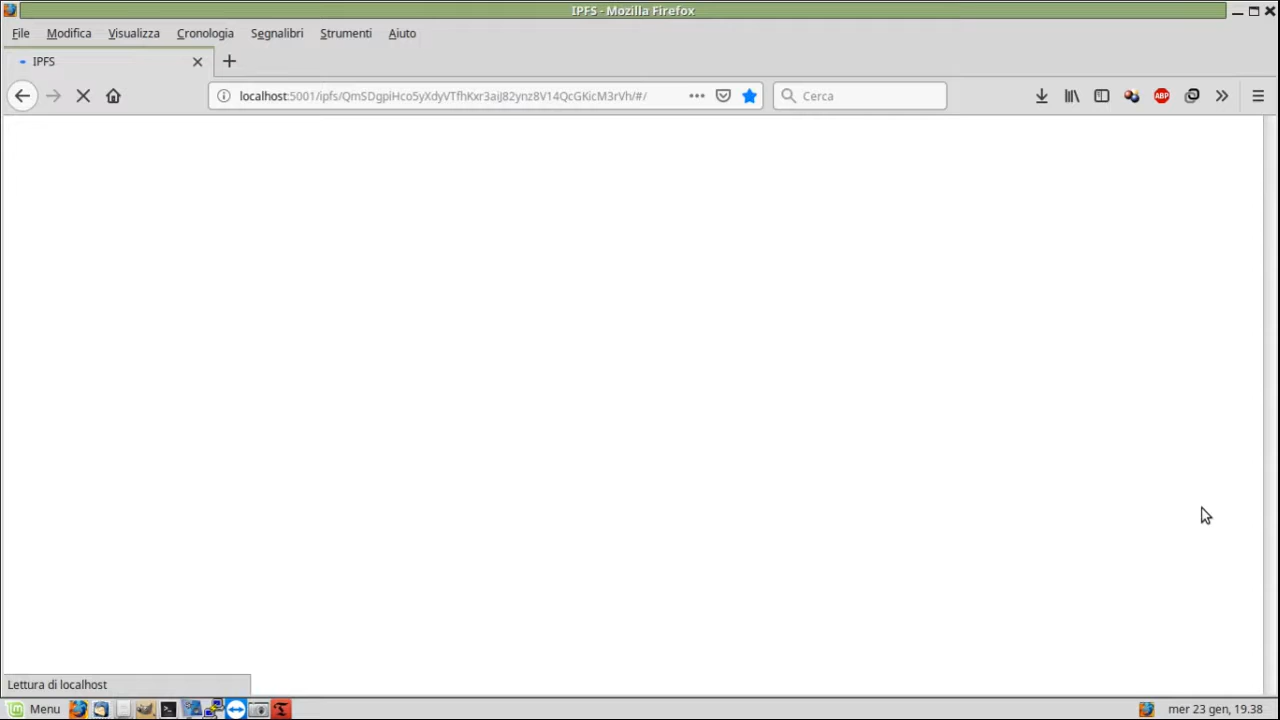 IPFS - Mozilla Firefox
File Modifica Visualizza Cronologia Segnalibri Strumenti Aiuto
IPFS
localhost:5001/ipfs/QmSDgpiHco5yXdyVTfhKxr3aiJ82ynz8V14QcGKicM3rVh/#/
Cerca
ABP
Lettura di localhost
Menu
mer 23 gen, 19.38